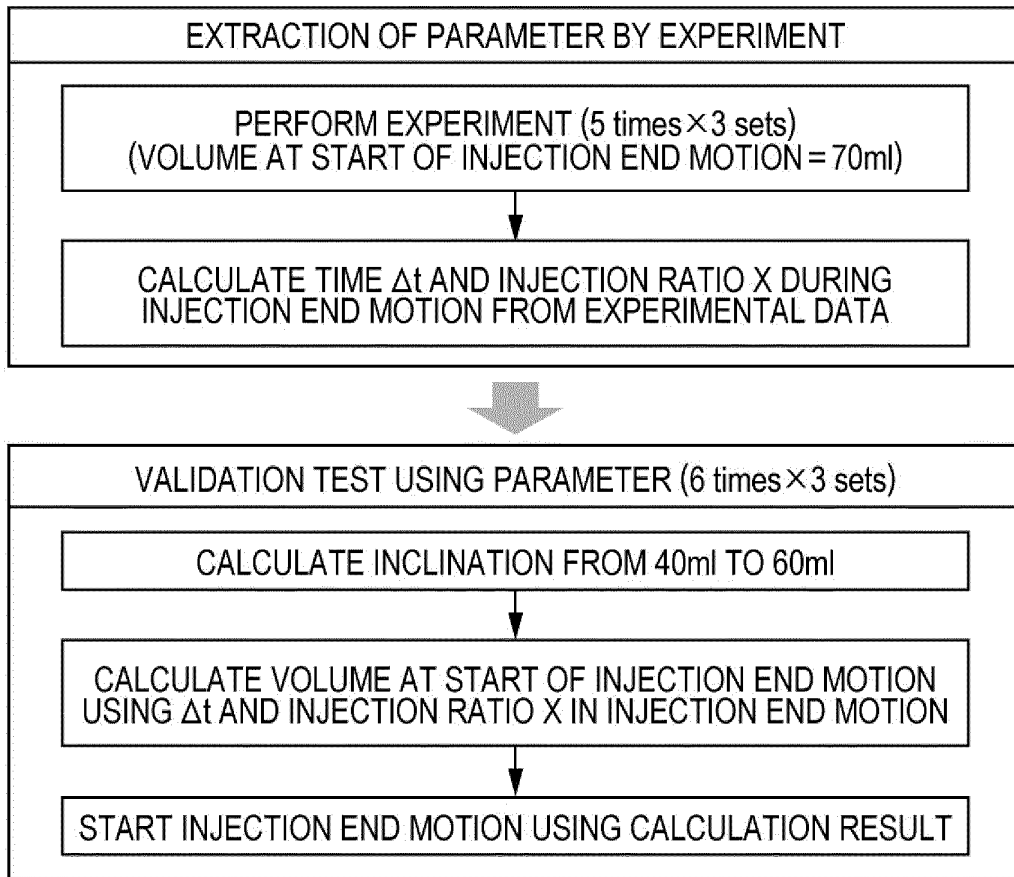 EXTRACTION OF PARAMETER BY EXPERIMENT
PERFORM EXPERIMENT (5 times×3 sets)
(VOLUME AT START OF INJECTION END MOTION=70ml)
CALCULATE TIME Δt AND INJECTION RATIO X DURING
INJECTION END MOTION FROM EXPERIMENTAL DATA
VALIDATION TEST USING PARAMETER (6 times×3 sets)
CALCULATE INCLINATION FROM 40ml TO 60ml
CALCULATE VOLUME AT START OF INJECTION END MOTION
USING Δt AND INJECTION RATIO X IN INJECTION END MOTION
START INJECTION END MOTION USING CALCULATION RESULT